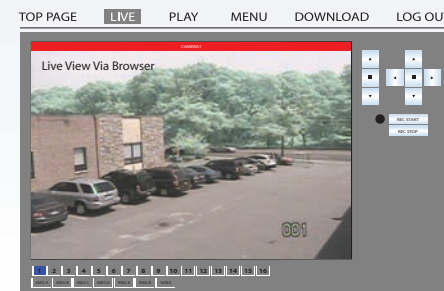 TOP PAGE LIVE PLAY MENU DOWNLOAD LOG OU
CAMERA1
Live View Via Browser
REC START
REC STOP
001
1 2 3 4 5 6 7 8 9 10 11 12 13 14 15 16